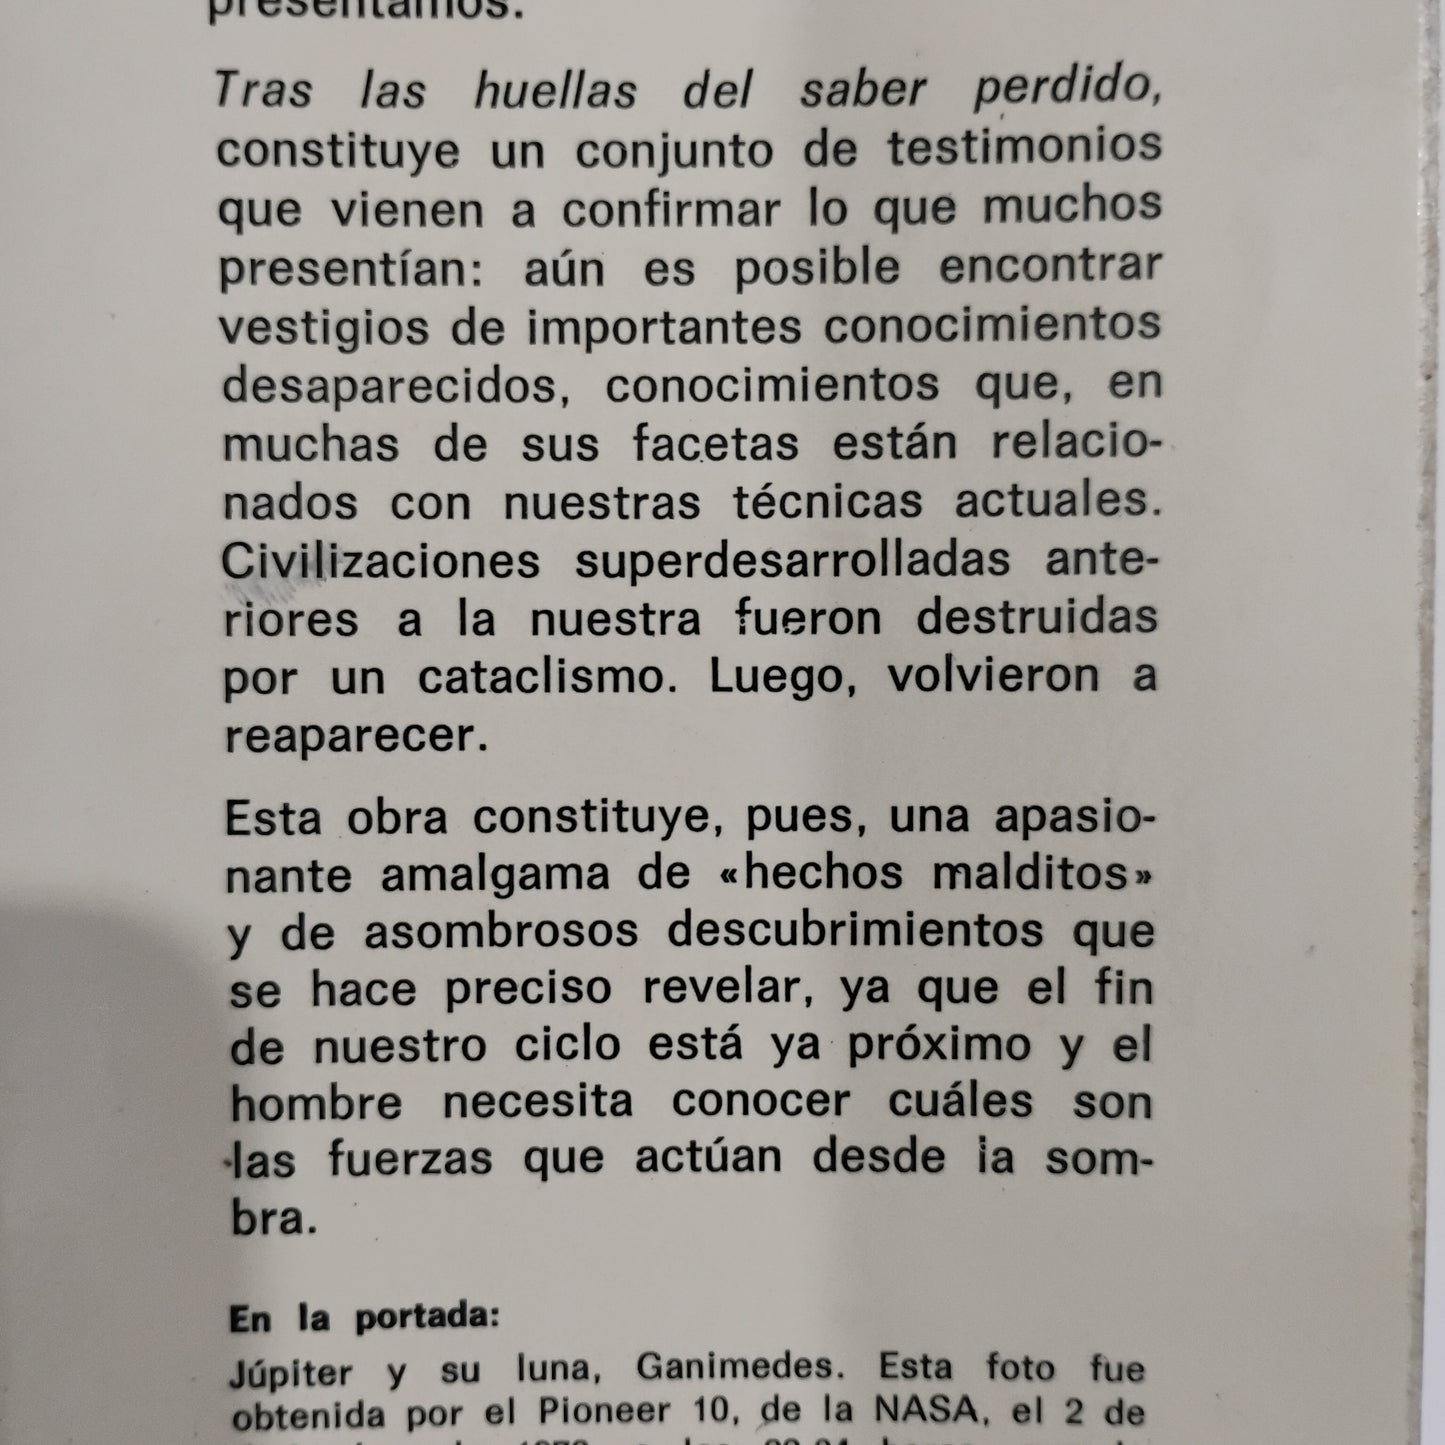 presentamos.
Tras las huellas del saber perdido,
constituye un conjunto de testimonios
que vienen a confirmar lo que muchos
presentían: aún es posible encontrar
vestigios de importantes conocimientos
desaparecidos, conocimientos que, en
muchas de sus facetas están relacio-
nados con nuestras técnicas actuales.
Civilizaciones superdesarrolladas ante-
riores a la nuestra fueron destruidas
por un cataclismo. Luego, volvieron a
reaparecer.
Esta obra constituye, pues, una apasio-
nante amalgama de «hechos malditos»
y de asombrosos descubrimientos que
se hace preciso revelar, ya que el fin
de nuestro ciclo está ya próximo y el
hombre necesita conocer cuáles son
las fuerzas que actúan desde la som-
bra.
En la portada:
Júpiter y su luna, Ganimedes. Esta foto fue
obtenida por el Pioneer 10, de la NASA, el 2 de